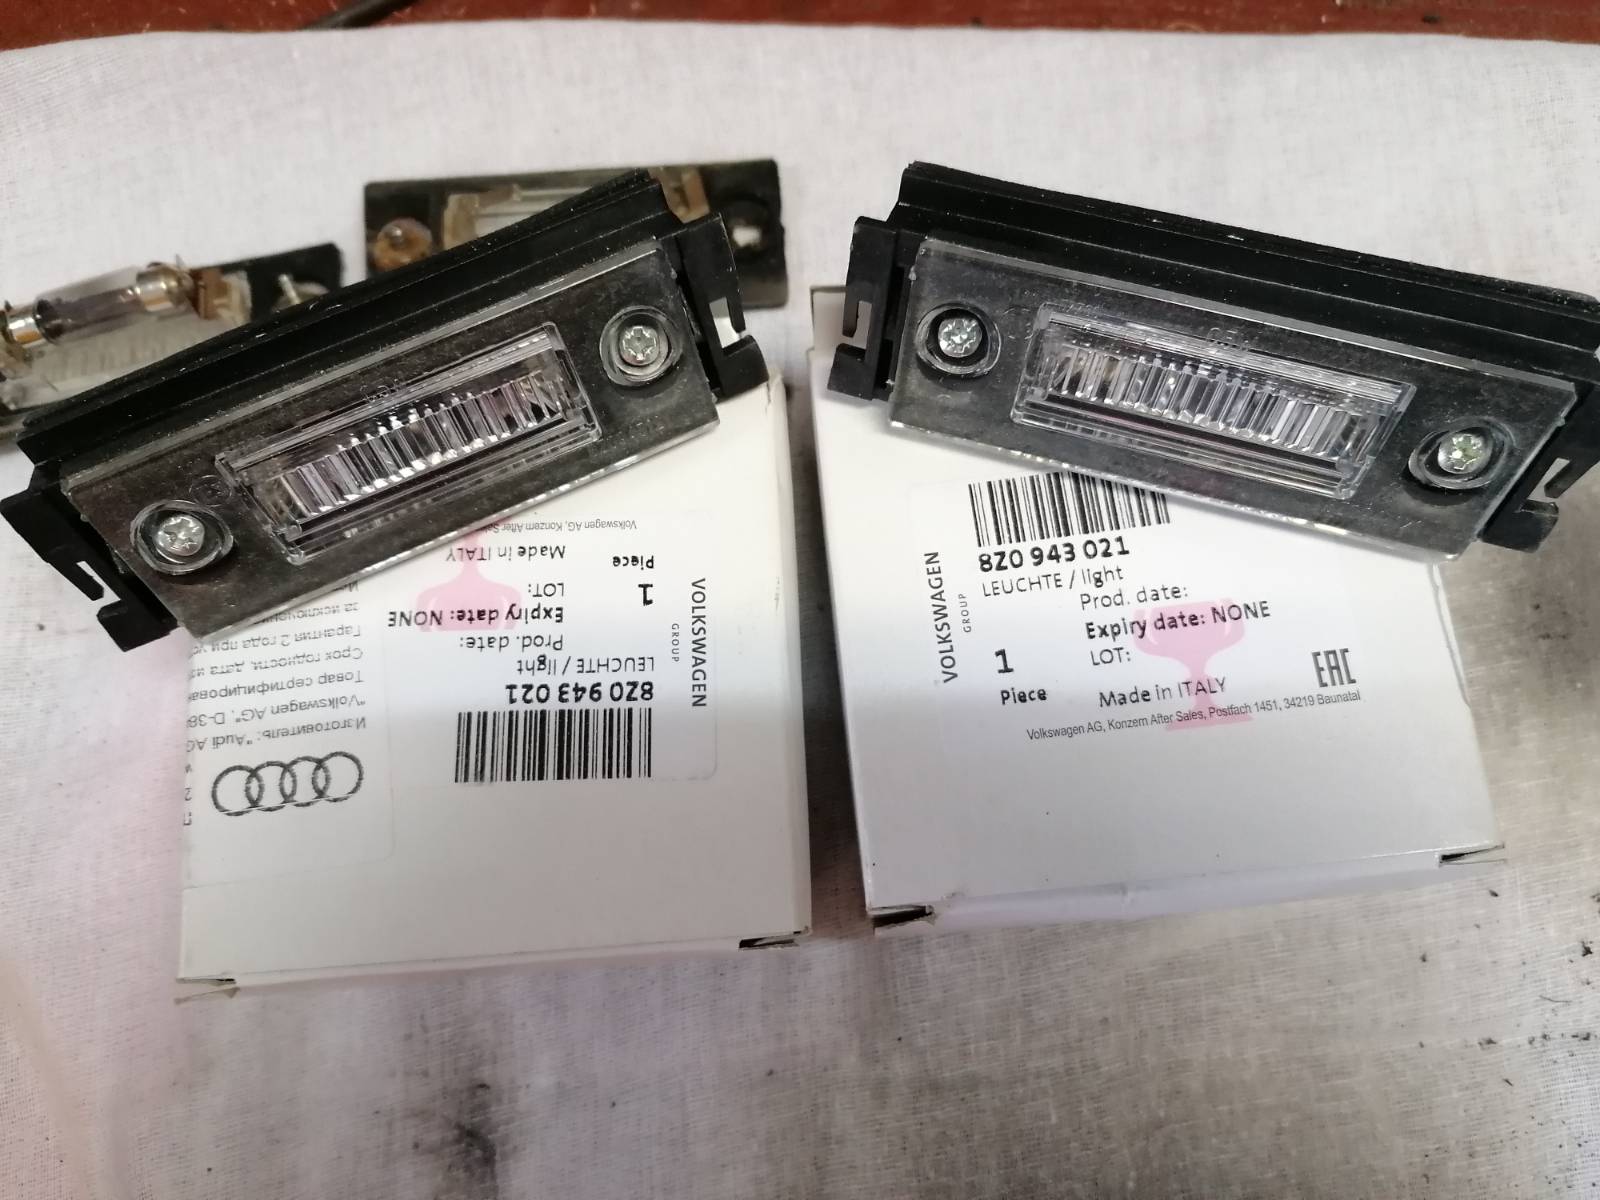 8Z0 943 021
LEUCHTE / light
Prod. date:
Expiry date: NONE
LOT:
1
Piece
Made in ITALY
EAC
Volkswagen AG, Konzern After Sales, Postfach 1451, 34219 Baunatal
VOLKSWAGEN
GROUP
8Z0 943 021
LEUCHTE / light
Prod. date:
Expiry date: NONE
LOT:
1
Piece
Made in ITALY
Volkswagen AG, Konzern After
VOLKSWAGEN
GROUP
Изготовитель: "Audi AG
"Volkswagen AG", D-38
Товар сертифицирован
Срок годности, дата из
Гарантия 2 года при
за исключени